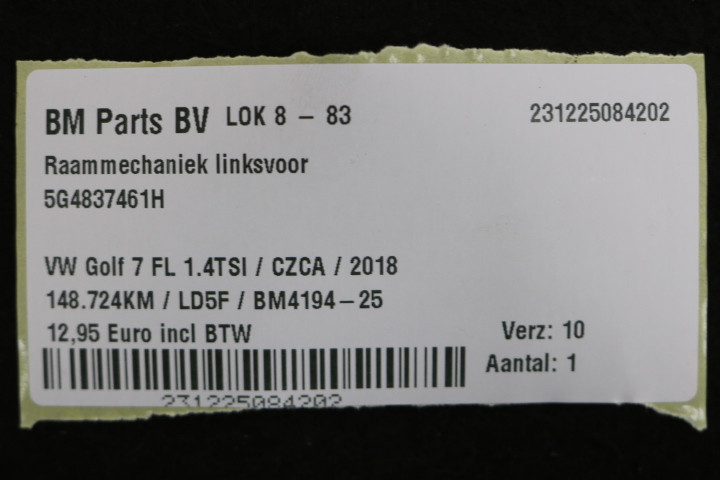 BM Parts BV LOK 8 – 83 231225084202
Raammechaniek linksvoor
5G4837461H
VW Golf 7 FL 1.4TSI / CZCA / 2018
148.724KM / LD5F / BM4194-25
12,95 Euro incl BTW Verz: 10
Aantal: 1
231225084202